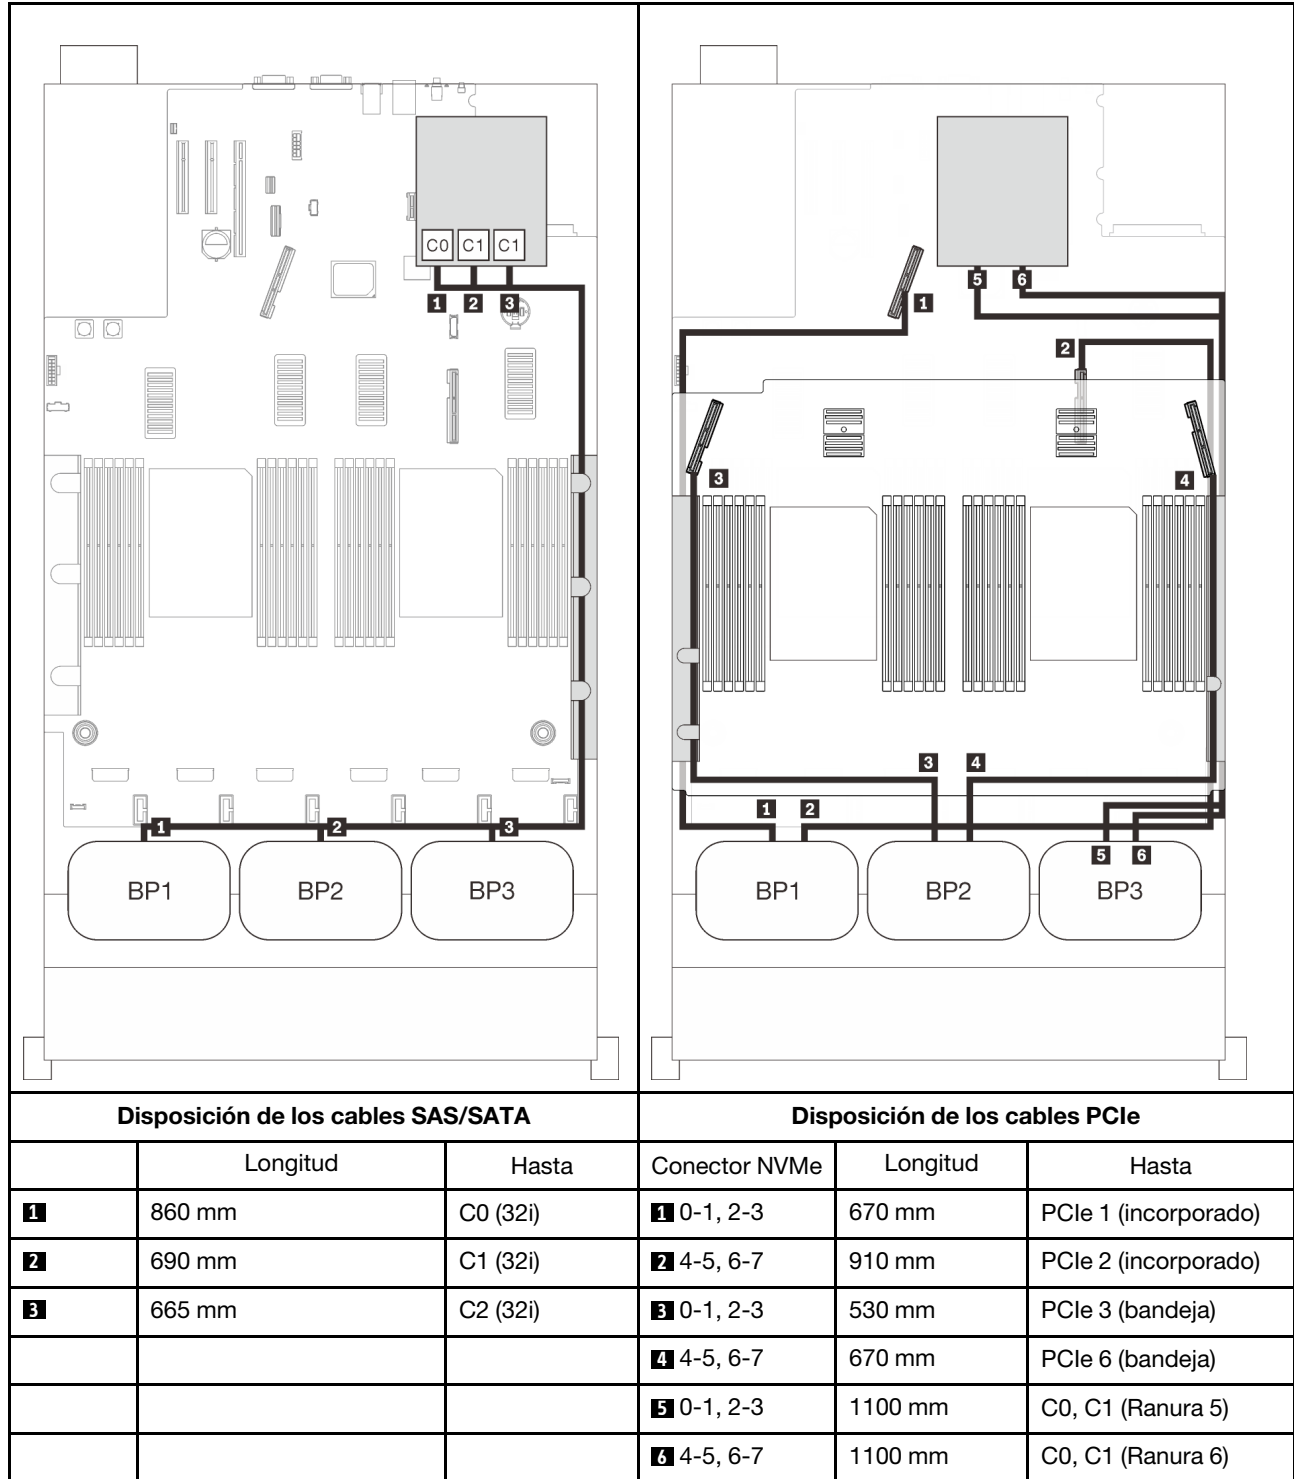 C0 C1 C1
1 2 3
1 2 3
BP1 BP2 BP3
5 6
1
2
3 4
3 4
1 2
5 6
BP1 BP2 BP3
Disposición de los cables SAS/SATA
Disposición de los cables PCIe
Longitud Hasta Conector NVMe Longitud Hasta
1 860 mm C0 (32i) 1 0-1, 2-3 670 mm PCIe 1 (incorporado)
2 690 mm C1 (32i) 2 4-5, 6-7 910 mm PCIe 2 (incorporado)
3 665 mm C2 (32i) 3 0-1, 2-3 530 mm PCIe 3 (bandeja)
4 4-5, 6-7 670 mm PCIe 6 (bandeja)
5 0-1, 2-3 1100 mm C0, C1 (Ranura 5)
6 4-5, 6-7 1100 mm C0, C1 (Ranura 6)